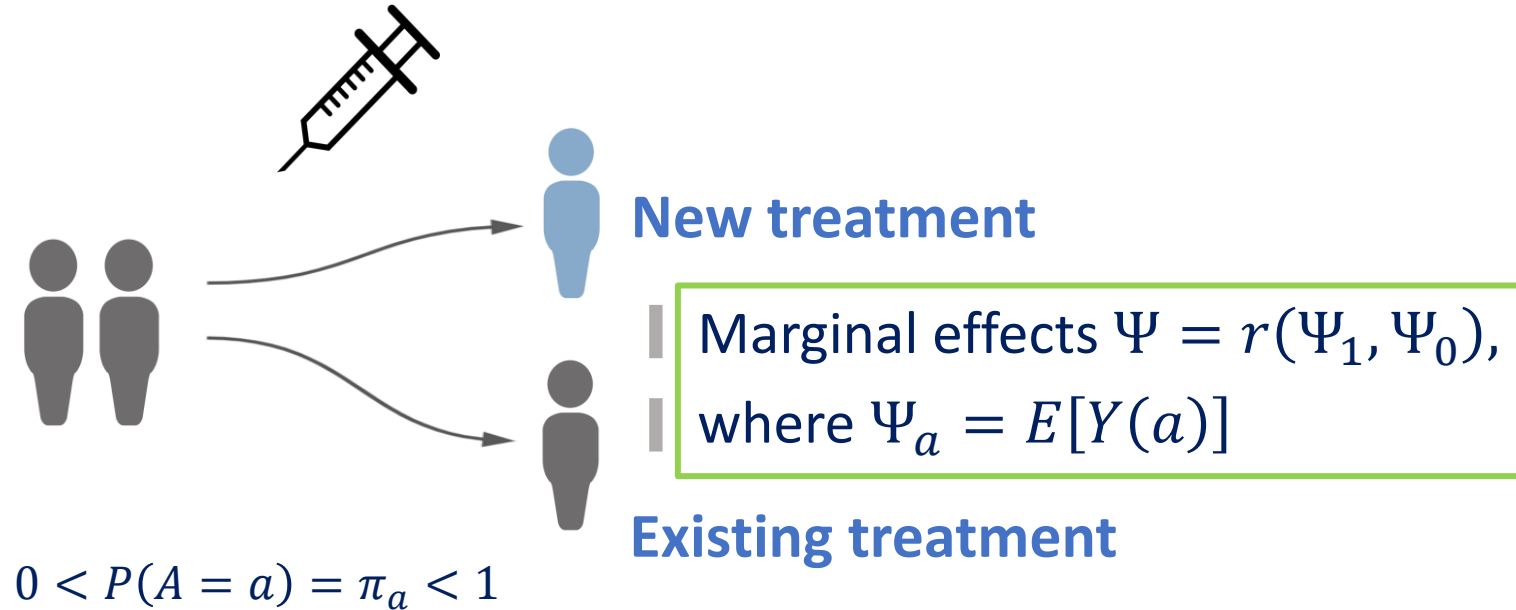 New treatment
Marginal effects Ψ = r(Ψ₁, Ψ₀),
where Ψₐ = E[Y(a)]
Existing treatment
0 < P(A = a) = πₐ < 1